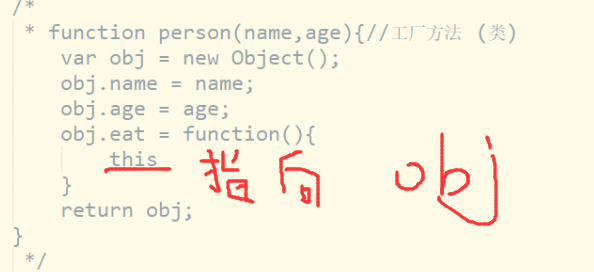 /*
* function person(name,age){//工厂方法 (类)
var obj = new Object();
obj.name = name;
obj.age = age;
obj.eat = function(){
this 指向 obj
}
return obj;
}
*/